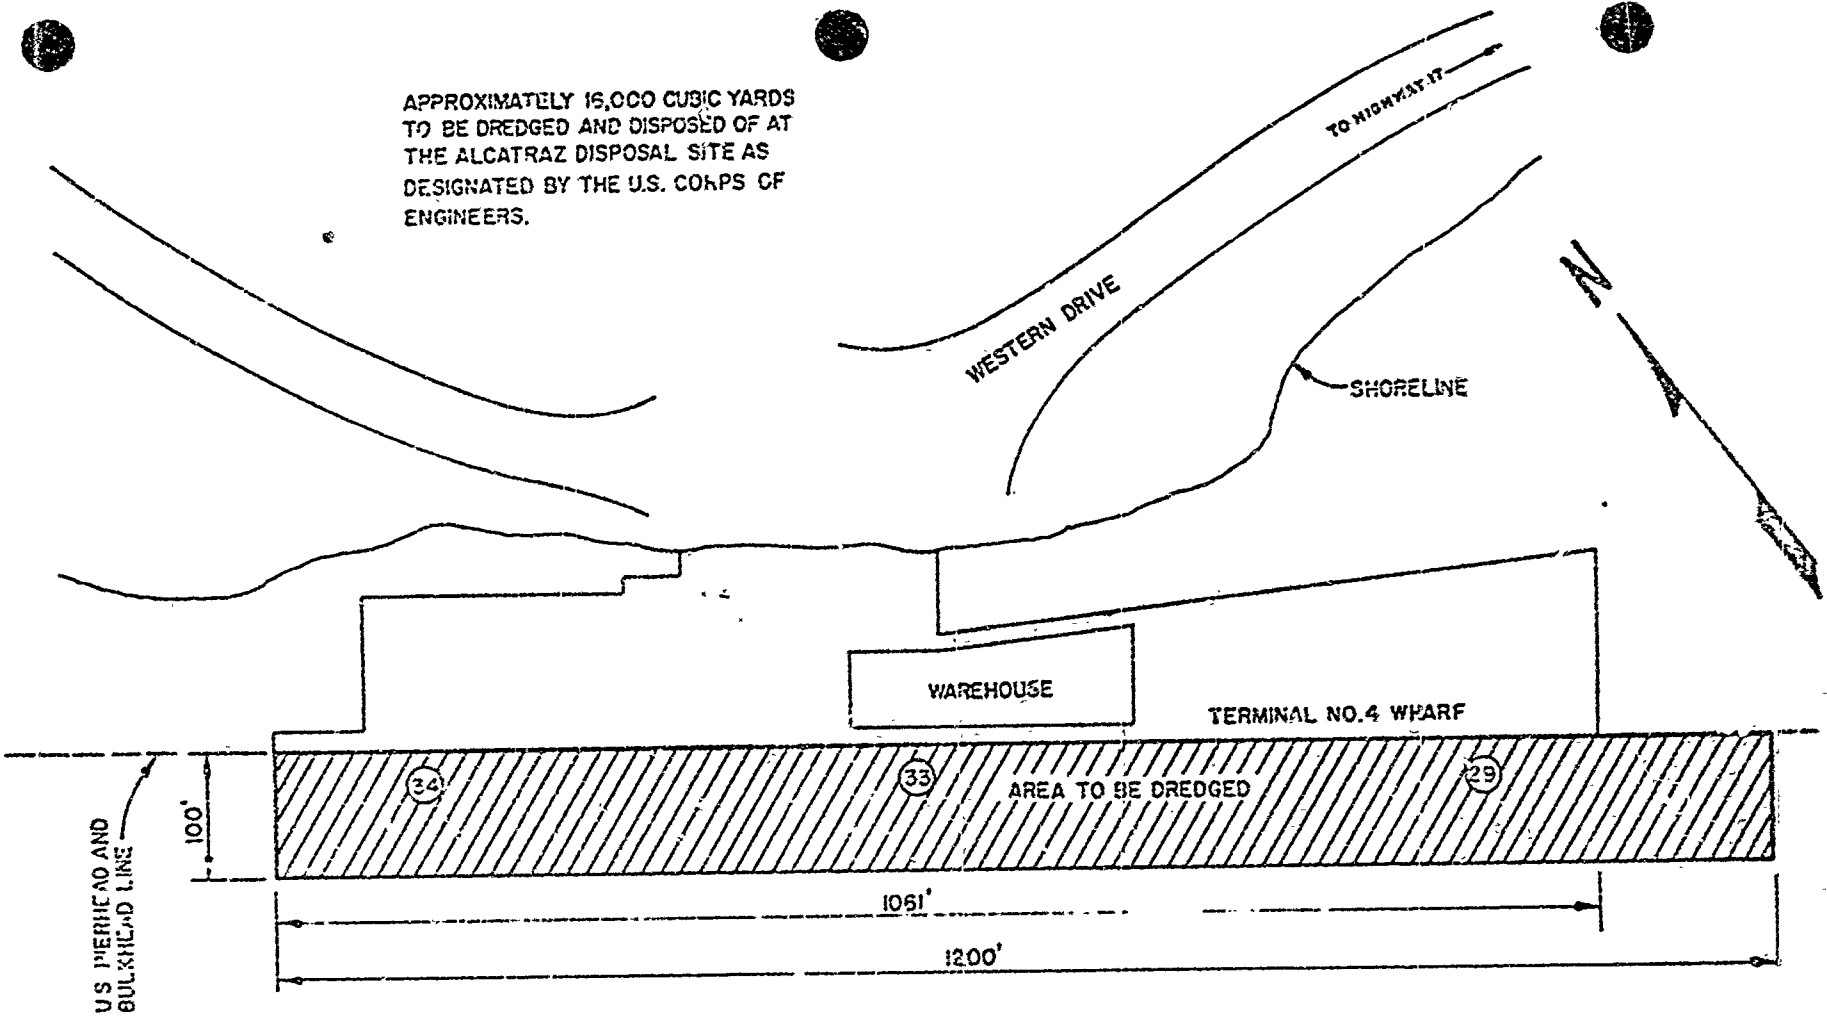 APPROXIMATELY 16,000 CUBIC YARDS
TO BE DREDGED AND DISPOSED OF AT
THE ALCATRAZ DISPOSAL SITE AS
DESIGNATED BY THE U.S. CORPS OF
ENGINEERS.
TO HIGHWAY 17
N
WESTERN DRIVE
SHORELINE
WAREHOUSE
TERMINAL NO.4 WHARF
34
33
29
AREA TO BE DREDGED
100'
US PIERHEAD AND
BULKHEAD LINE
1061'
1200'